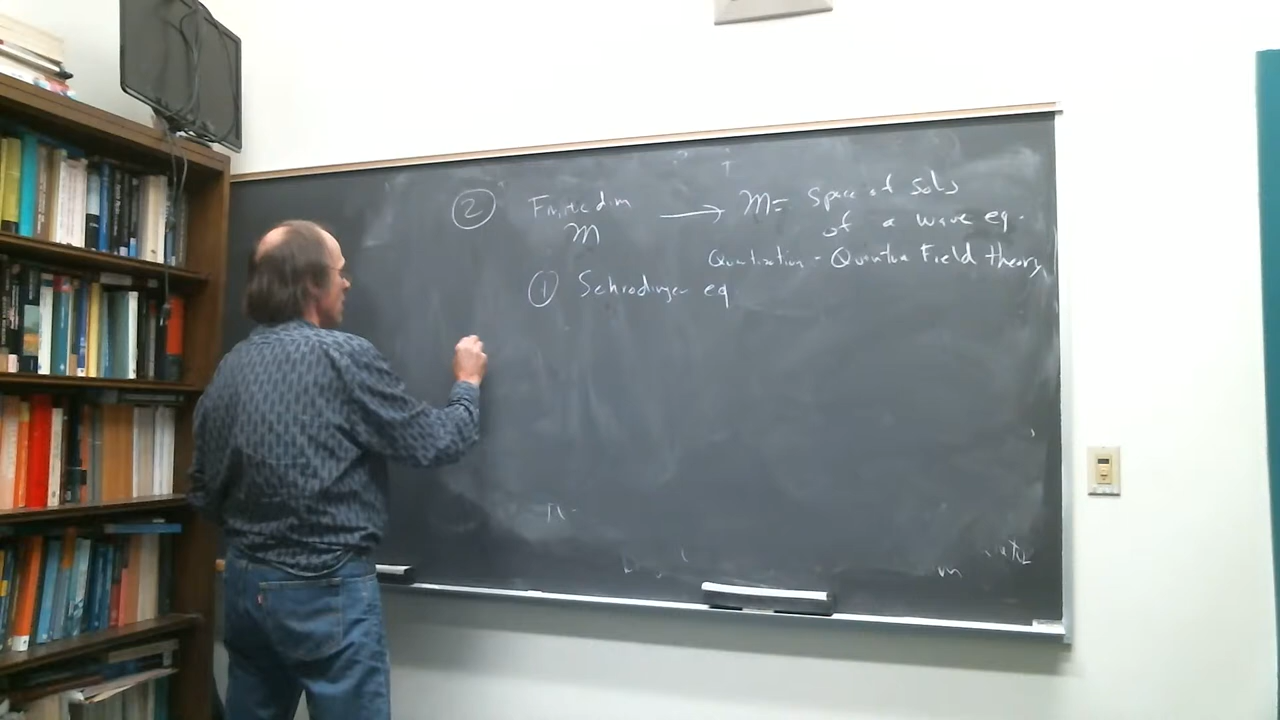 ② Finite dim → M = Space of sols
M of a wave eq.
Quantization - Quantum Field theory
① Schrodinger eq